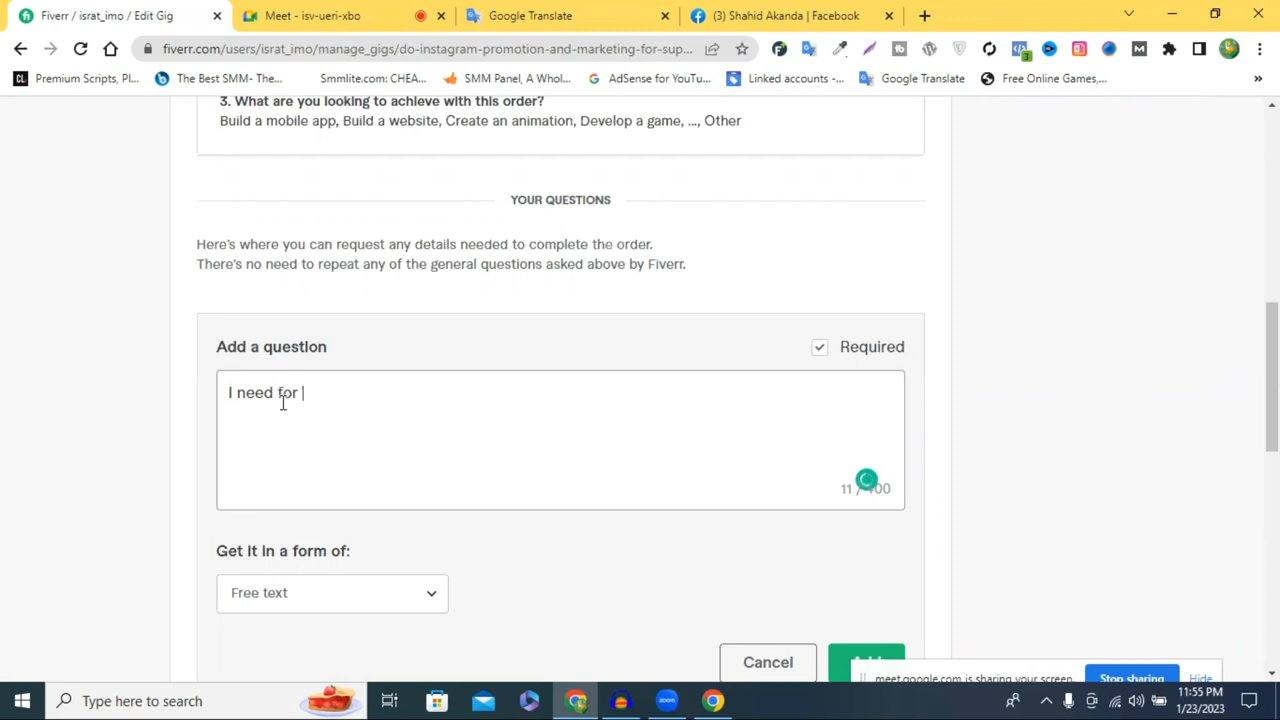 Fiverr / israt_imo / Edit Gig
Meet - isv-ueri-xbo
Google Translate
(3) Shahid Akanda | Facebook
fiverr.com/users/israt_imo/manage_gigs/do-instagram-promotion-and-marketing-for-sup...
Premium Scripts, Pl...
The Best SMM- The...
Smmlite.com: CHEA...
SMM Panel, A Whol...
AdSense for YouTu...
Linked accounts -...
Google Translate
Free Online Games,...
»
3. What are you looking to achieve with this order?
Build a mobile app, Build a website, Create an animation, Develop a game, ..., Other
YOUR QUESTIONS
Here's where you can request any details needed to complete the order.
There's no need to repeat any of the general questions asked above by Fiverr.
Add a question
Required
I need for
11 / 400
Get it in a form of:
Free text
Cancel
meet.google.com is sharing your screen.
Stop sharing
Hide
Type here to search
zoom
11:55 PM
1/23/2023